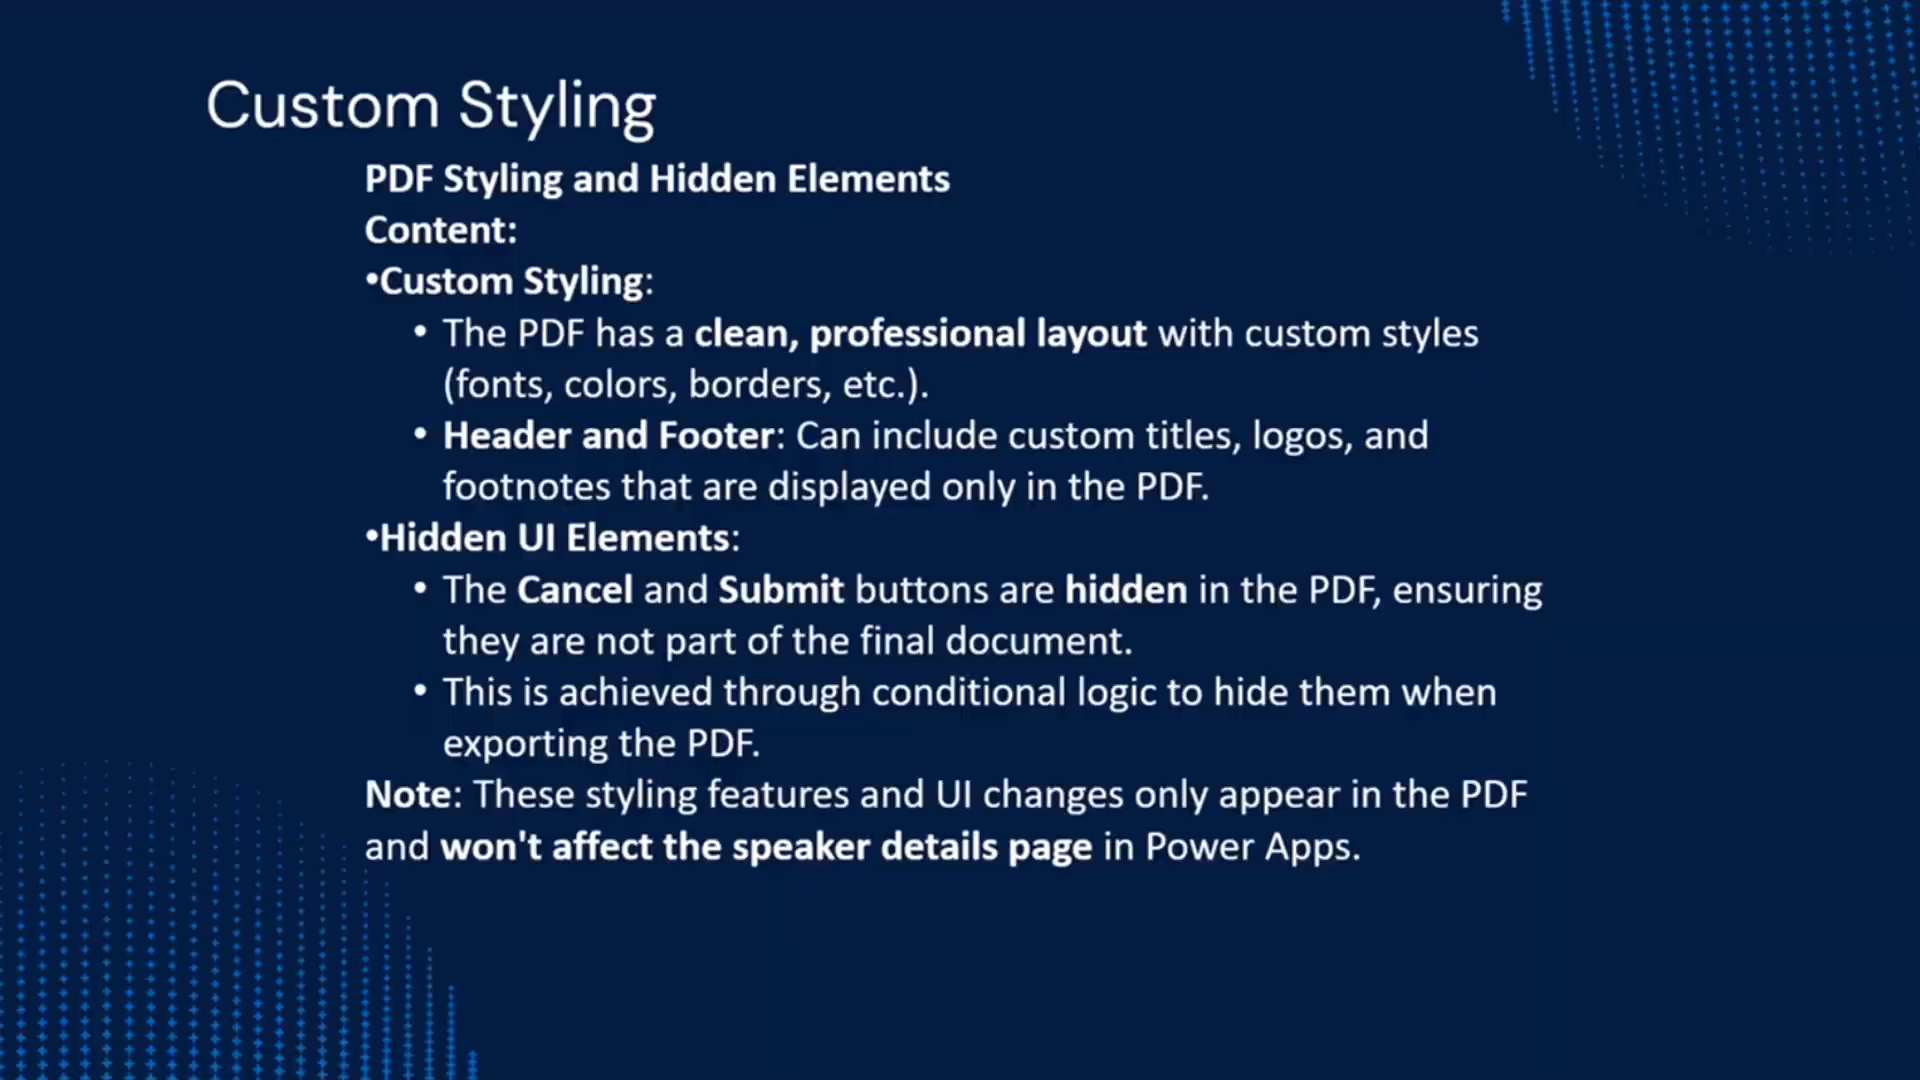 Custom Styling
PDF Styling and Hidden Elements
Content:
•Custom Styling:
• The PDF has a clean, professional layout with custom styles
(fonts, colors, borders, etc.).
• Header and Footer: Can include custom titles, logos, and
footnotes that are displayed only in the PDF.
•Hidden UI Elements:
• The Cancel and Submit buttons are hidden in the PDF, ensuring
they are not part of the final document.
• This is achieved through conditional logic to hide them when
exporting the PDF.
Note: These styling features and UI changes only appear in the PDF
and won't affect the speaker details page in Power Apps.